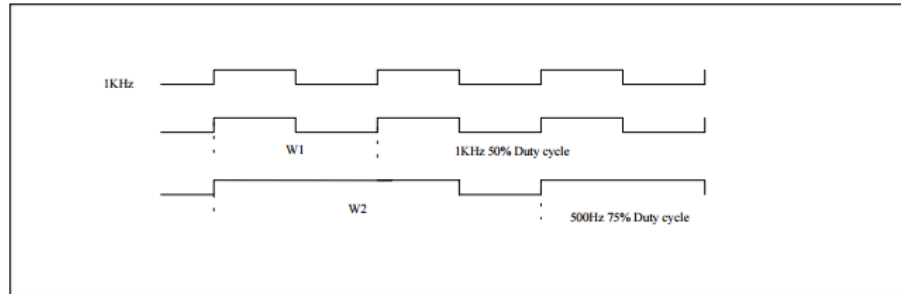 1KHz
W1
1KHz 50% Duty cycle
W2
500Hz 75% Duty cycle